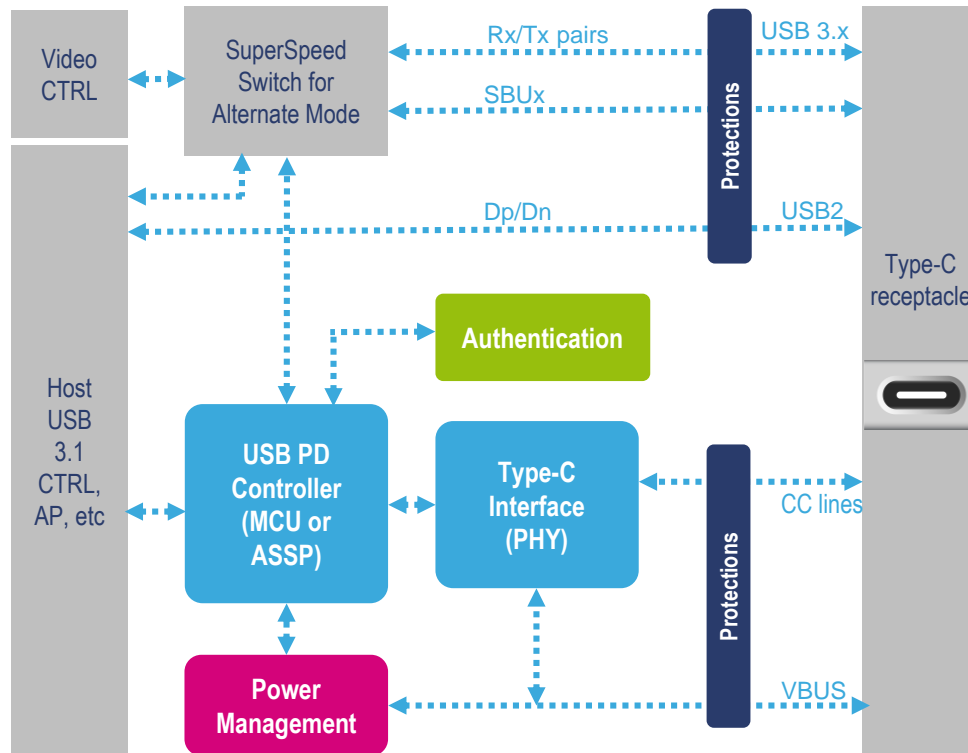 Video
CTRL
SuperSpeed
Switch for
Alternate Mode
Rx/Tx pairs
USB 3.x
SBUx
Protections
Dp/Dn
USB2
Type-C
receptacle
Authentication
Host
USB
3.1
CTRL,
AP, etc
USB PD
Controller
(MCU or
ASSP)
Type-C
Interface
(PHY)
CC lines
Protections
Power
Management
VBUS